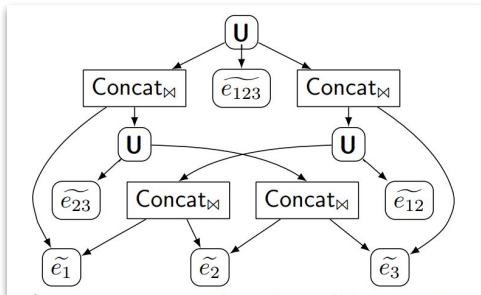 U
Concat⋈ ẽ₁₂₃ Concat⋈
U U
ẽ₂₃ Concat⋈ Concat⋈ ẽ₁₂
ẽ₁ ẽ₂ ẽ₃